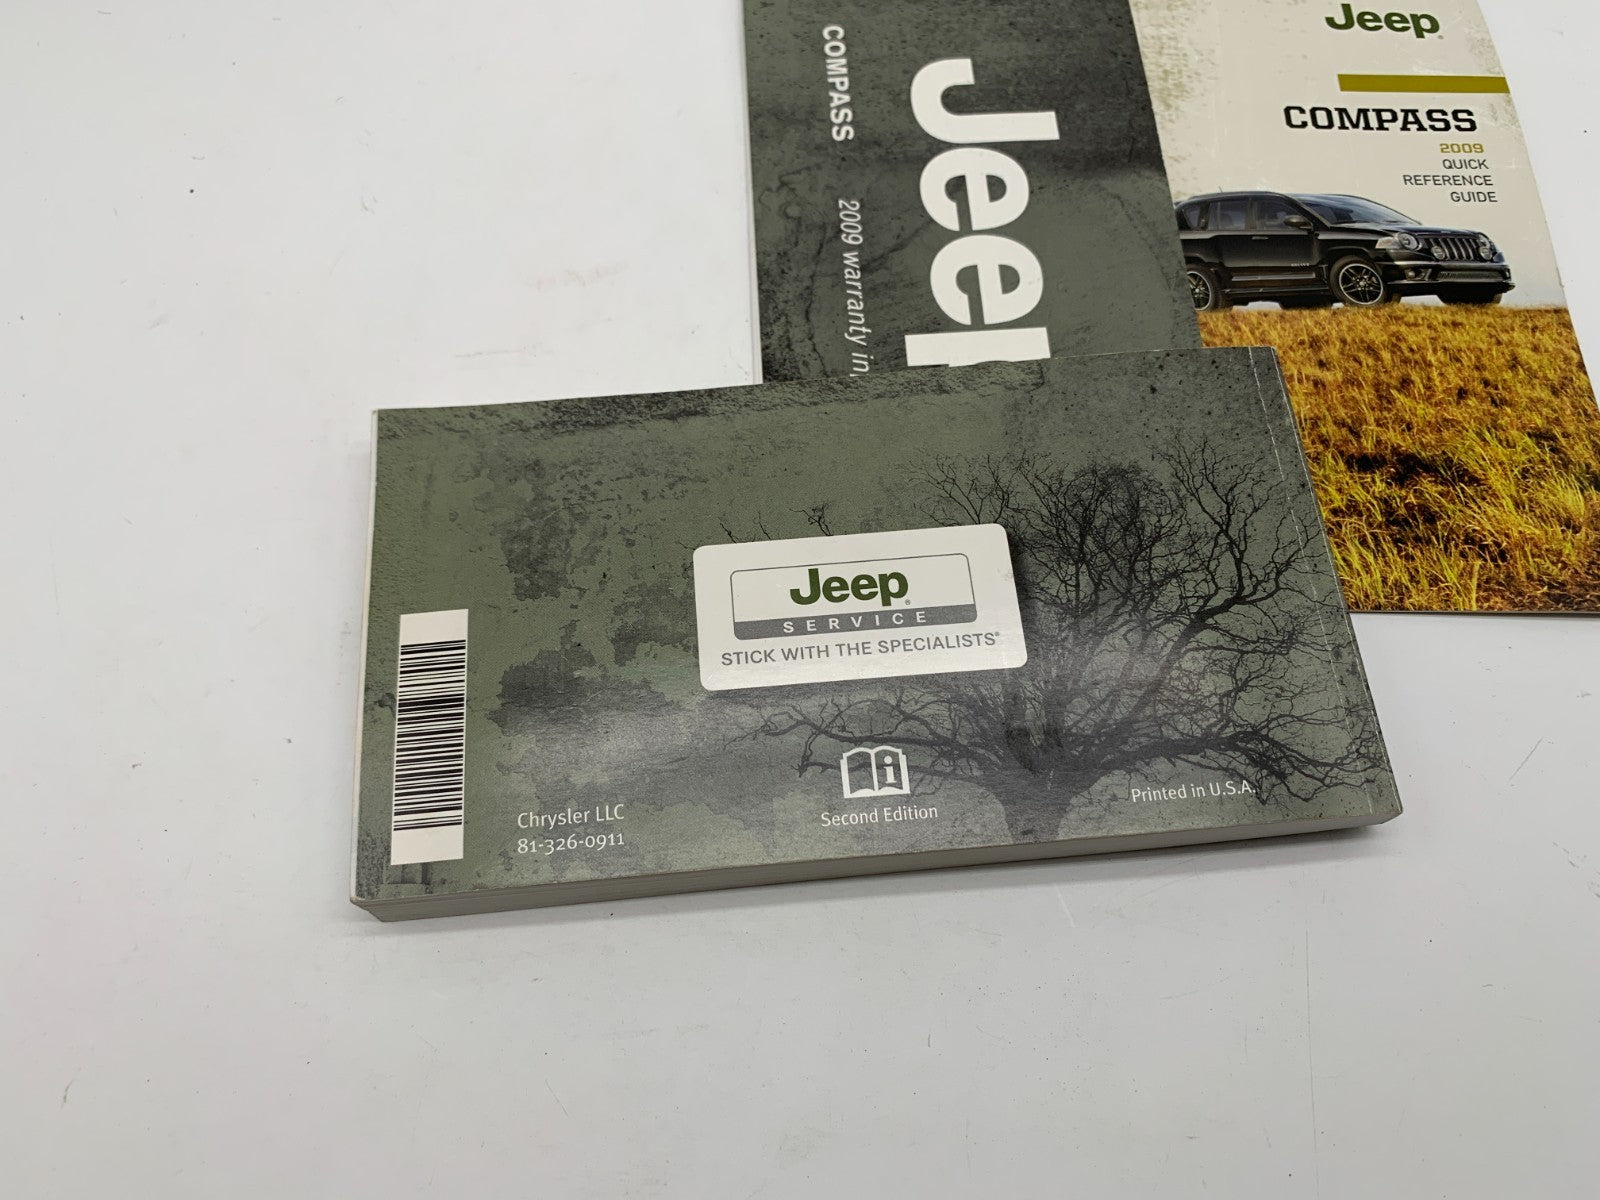 Jeep
COMPASS
2009
QUICK
REFERENCE
GUIDE
COMPASS 2009 warranty
Jeep
Jeep®
SERVICE
STICK WITH THE SPECIALISTS®
Chrysler LLC
81-326-0911
i
Second Edition
Printed in U.S.A.